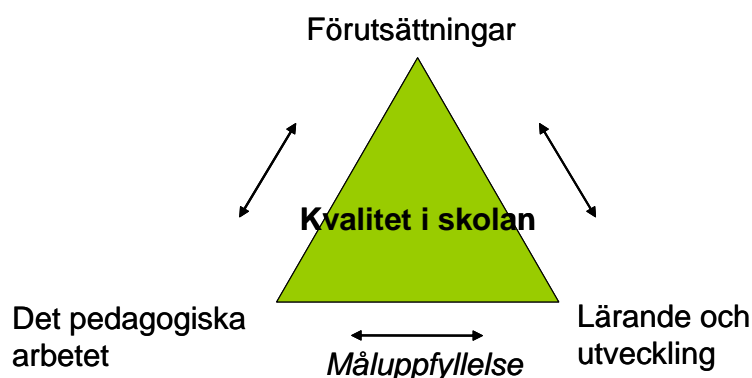 Förutsättningar
Kvalitet i skolan
Det pedagogiska
arbetet
Måluppfyllelse
Lärande och
utveckling